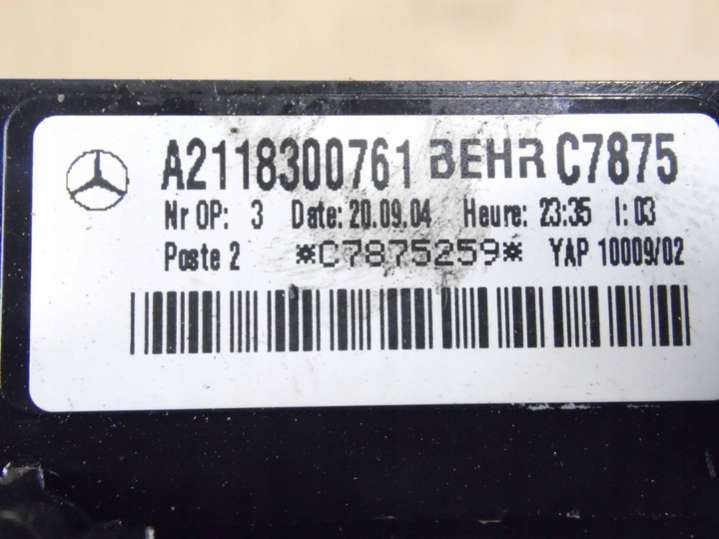 A2118300761 BEHR C7875
Nr OP: 3 Date: 20.09.04 Heure: 23:35 I: 03
Poste 2 *C7875259* YAP 10009/02